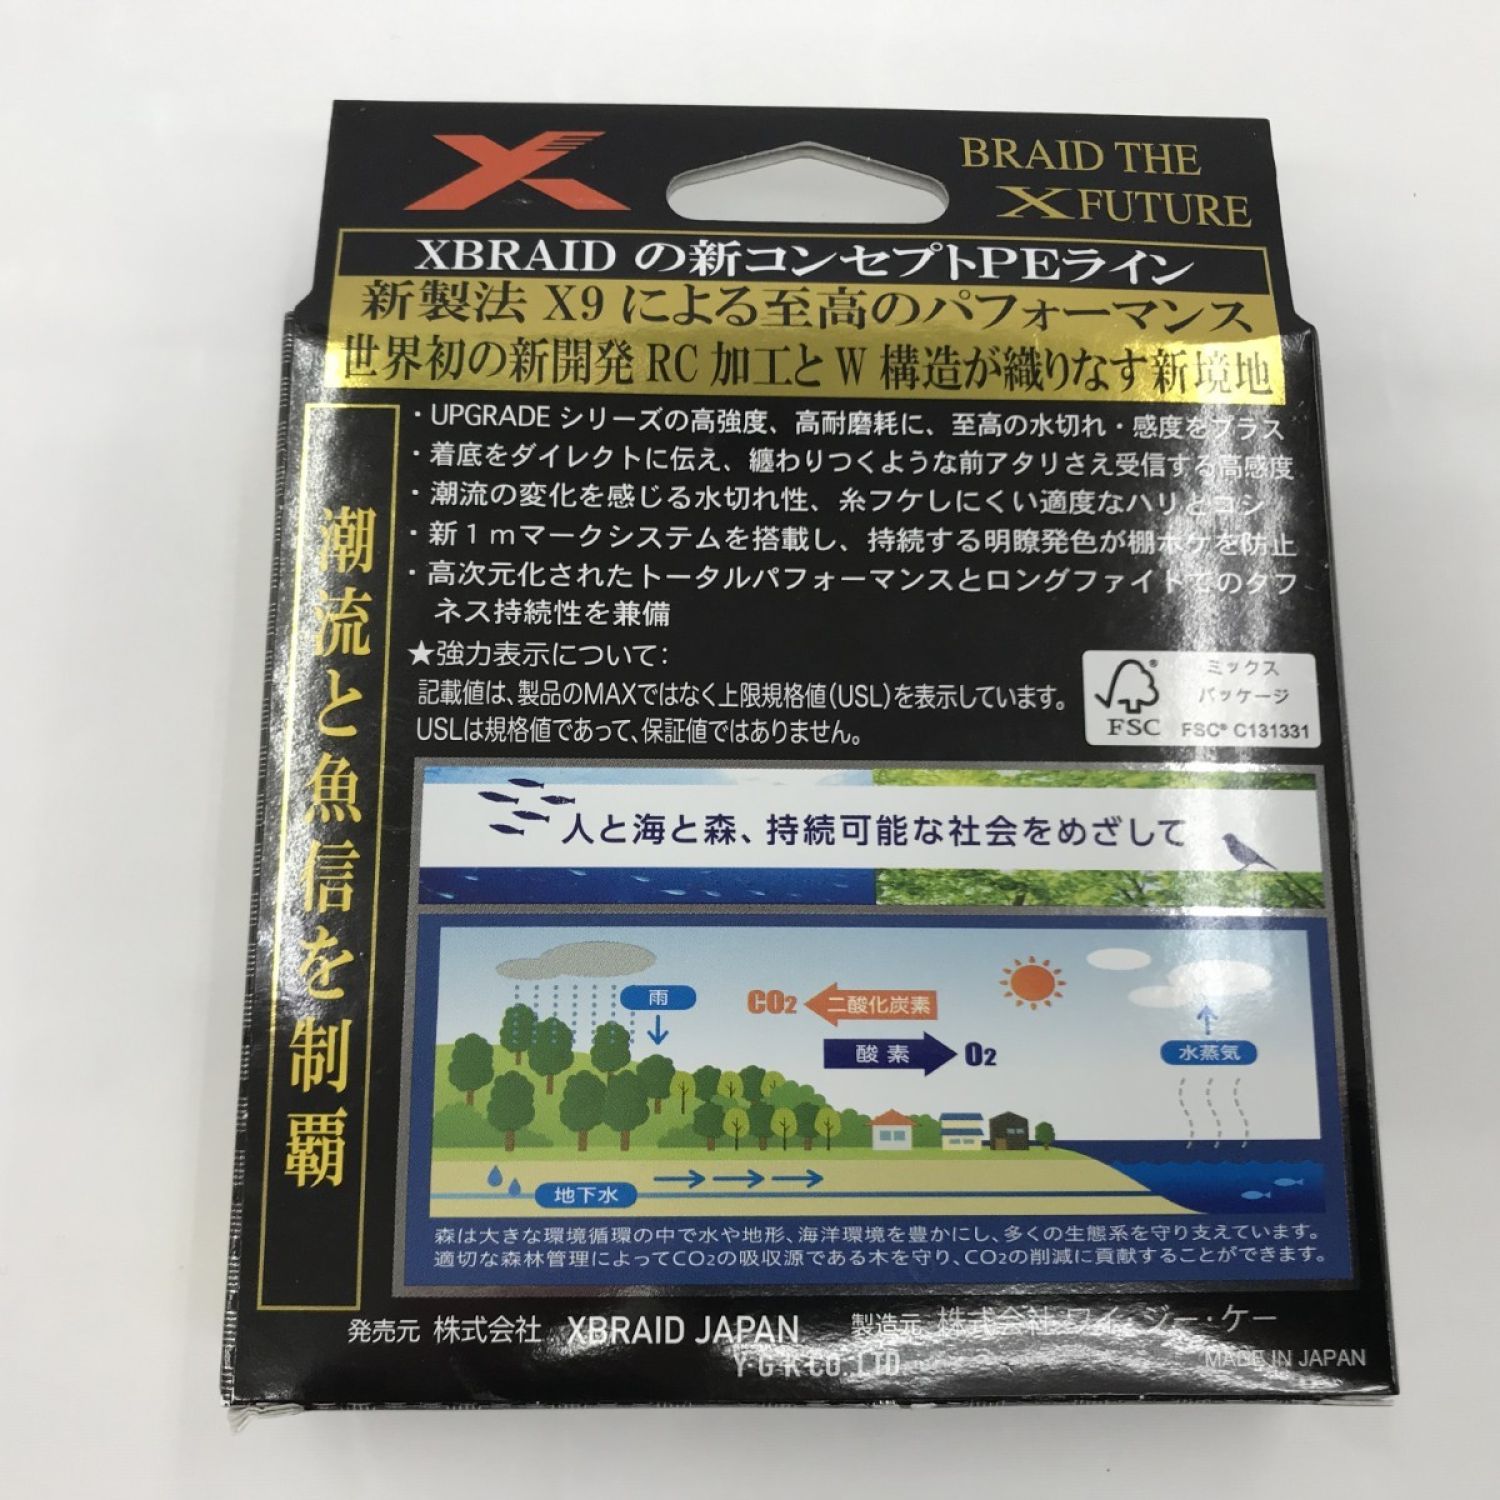 X
BRAID THE
X FUTURE
XBRAID の新コンセプトPEライン
新製法 X9 による至高のパフォーマンス
世界初の新開発 RC 加工と W 構造が織りなす新境地
潮流と魚信を制覇
・UPGRADE シリーズの高強度、高耐磨耗に、至高の水切れ・感度をプラス
・着底をダイレクトに伝え、纏わりつくような前アタリさえ受信する高感度
・潮流の変化を感じる水切れ性、糸フケしにくい適度なハリとコシ
・新1mマークシステムを搭載し、持続する明瞭発色が棚ボケを防止
・高次元化されたトータルパフォーマンスとロングファイトでのタフ
ネス持続性を兼備
★強力表示について：
記載値は、製品のMAXではなく上限規格値（USL）を表示しています。
USLは規格値であって、保証値ではありません。
FSC
ミックス
パッケージ
FSC® C131331
人と海と森、持続可能な社会をめざして
雨
CO2 二酸化炭素
酸素 O2
水蒸気
地下水
森は大きな環境循環の中で水や地形、海洋環境を豊かにし、多くの生態系を守り支えています。
適切な森林管理によってCO2の吸収源である木を守り、CO2の削減に貢献することができます。
発売元 株式会社 XBRAID JAPAN 製造元 株式会社 ワイ・ジー・ケー
Y・G・K CO.,LTD
MADE IN JAPAN